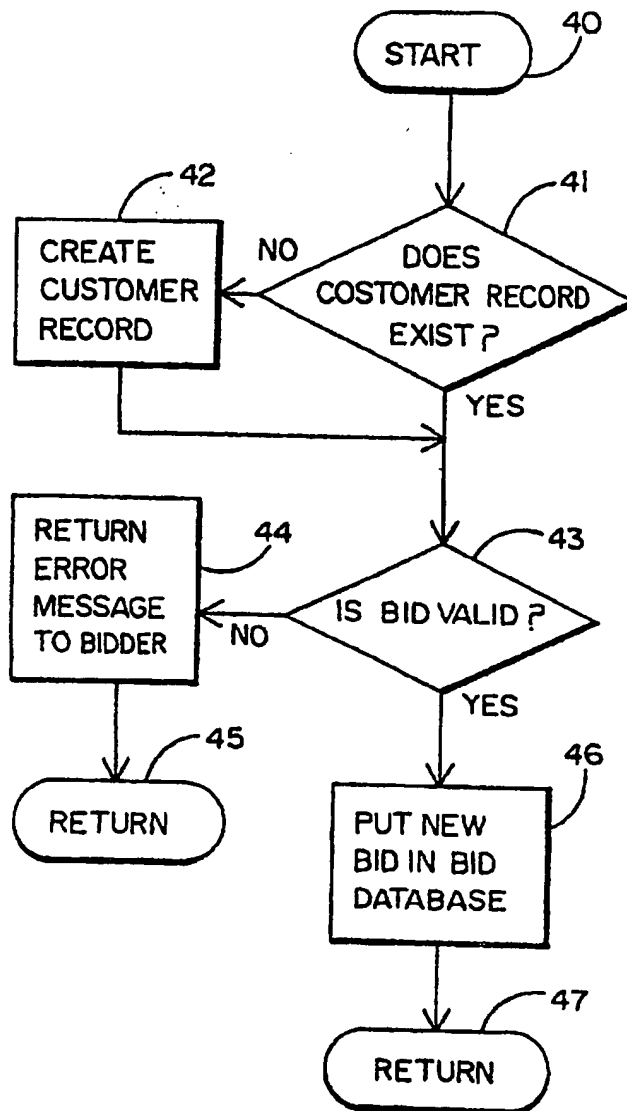 40
START
42
41
CREATE
CUSTOMER
RECORD
NO
DOES
COSTOMER RECORD
EXIST?
YES
RETURN
ERROR
MESSAGE
TO BIDDER
44
43
IS BID VALID?
NO
YES
45
RETURN
46
PUT NEW
BID IN BID
DATABASE
47
RETURN